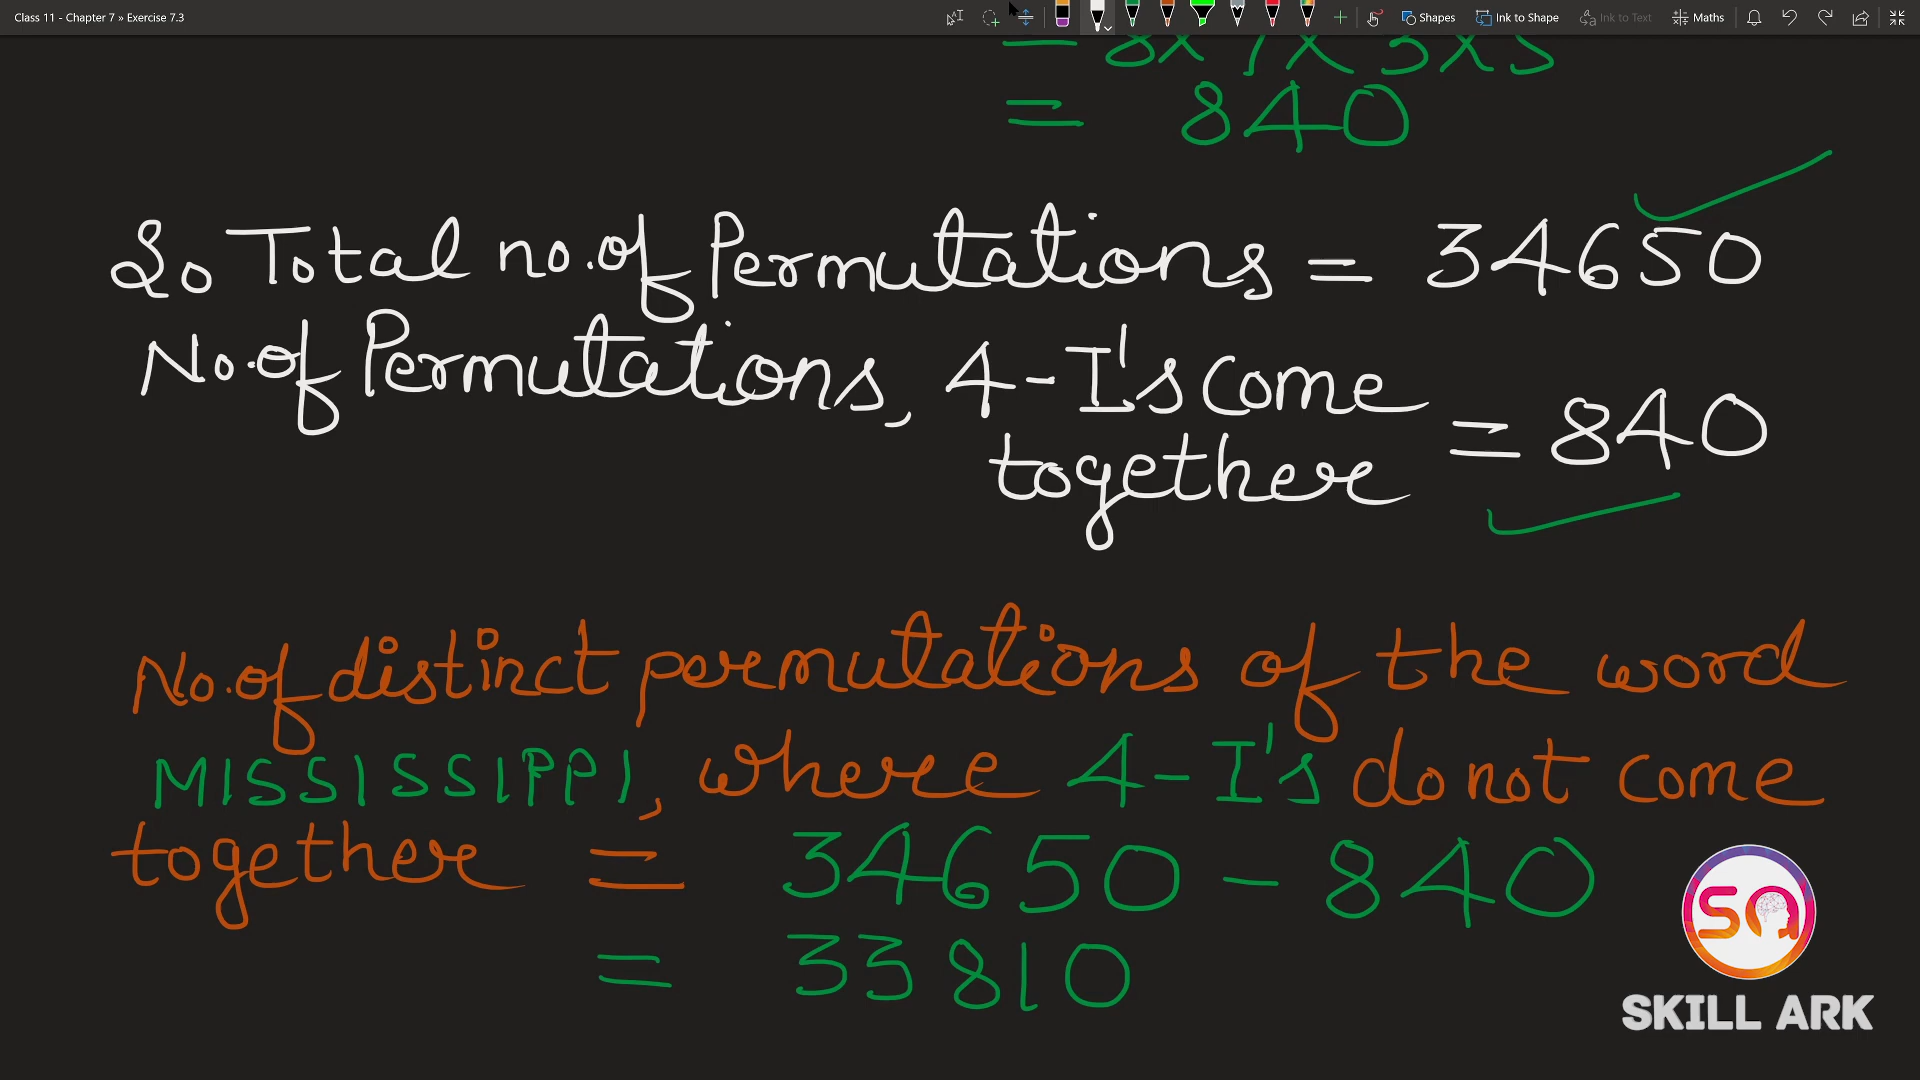 Class 11 - Chapter 7 » Exercise 7.3
Shapes Ink to Shape Ink to Text Maths
= 8x7x3x5
= 840
So Total no. of Permutations = 34650
No. of Permutations, 4-I's come together = 840
No. of distinct permutations of the word
MISSISSIPPI, where 4-I's do not come
together = 34650 - 840
= 33810
SKILL ARK